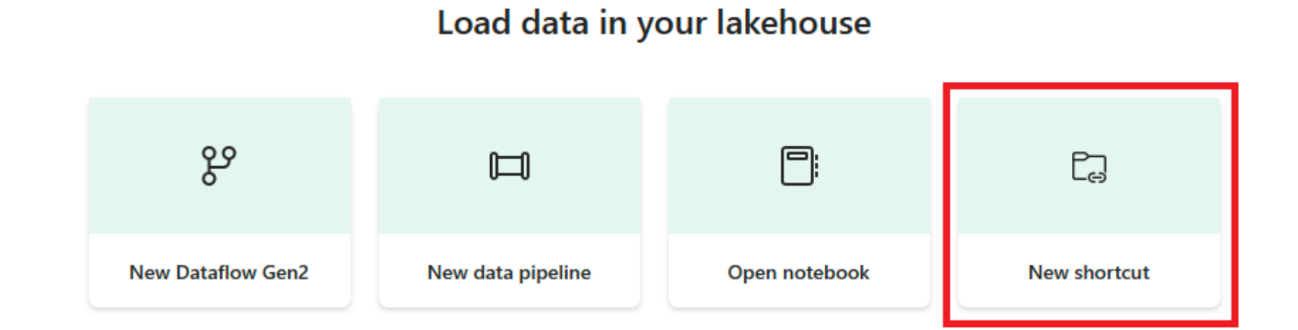 Load data in your lakehouse
New Dataflow Gen2
New data pipeline
Open notebook
New shortcut